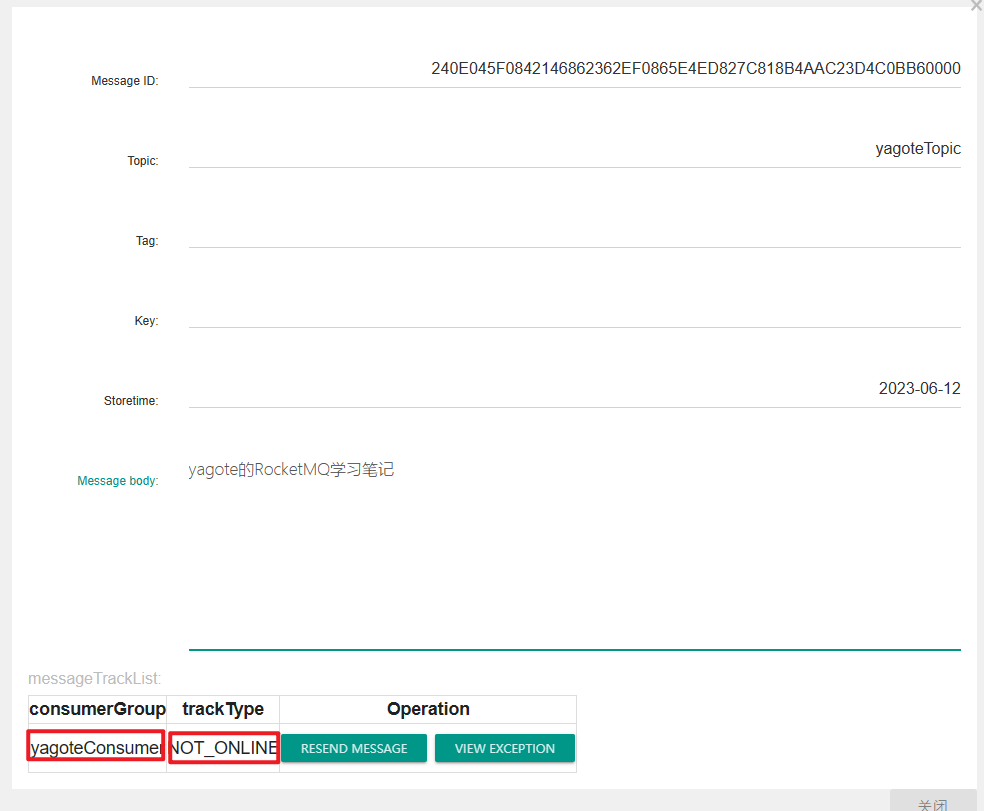 Message ID: 240E045F0842146862362EF0865E4ED827C818B4AAC23D4C0BB60000
Topic: yagoteTopic
Tag:
Key:
Storetime: 2023-06-12
Message body: yagote的RocketMQ学习笔记
messageTrackList:
consumerGroup trackType Operation
yagoteConsumer NOT_ONLINE RESEND MESSAGE VIEW EXCEPTION
关闭